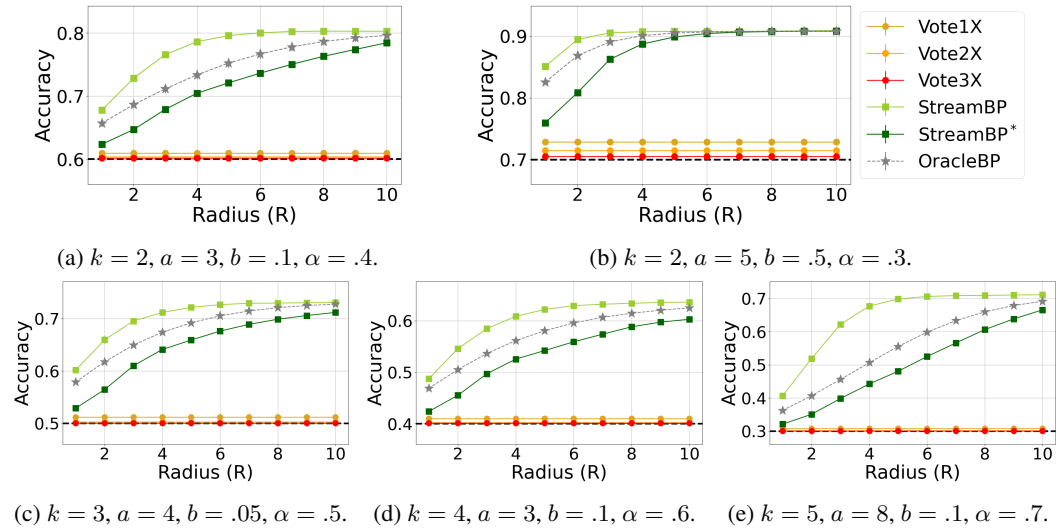 Accuracy
0.8
0.7
0.6
2
4
6
8
10
Radius (R)
(a) k = 2, a = 3, b = .1, α = .4.
Accuracy
0.9
0.8
0.7
2
4
6
8
10
Radius (R)
(b) k = 2, a = 5, b = .5, α = .3.
Vote1X
Vote2X
Vote3X
StreamBP
StreamBP*
OracleBP
Accuracy
0.7
0.6
0.5
2
4
6
8
10
Radius (R)
(c) k = 3, a = 4, b = .05, α = .5.
Accuracy
0.6
0.5
0.4
2
4
6
8
10
Radius (R)
(d) k = 4, a = 3, b = .1, α = .6.
Accuracy
0.7
0.6
0.5
0.4
0.3
2
4
6
8
10
Radius (R)
(e) k = 5, a = 8, b = .1, α = .7.